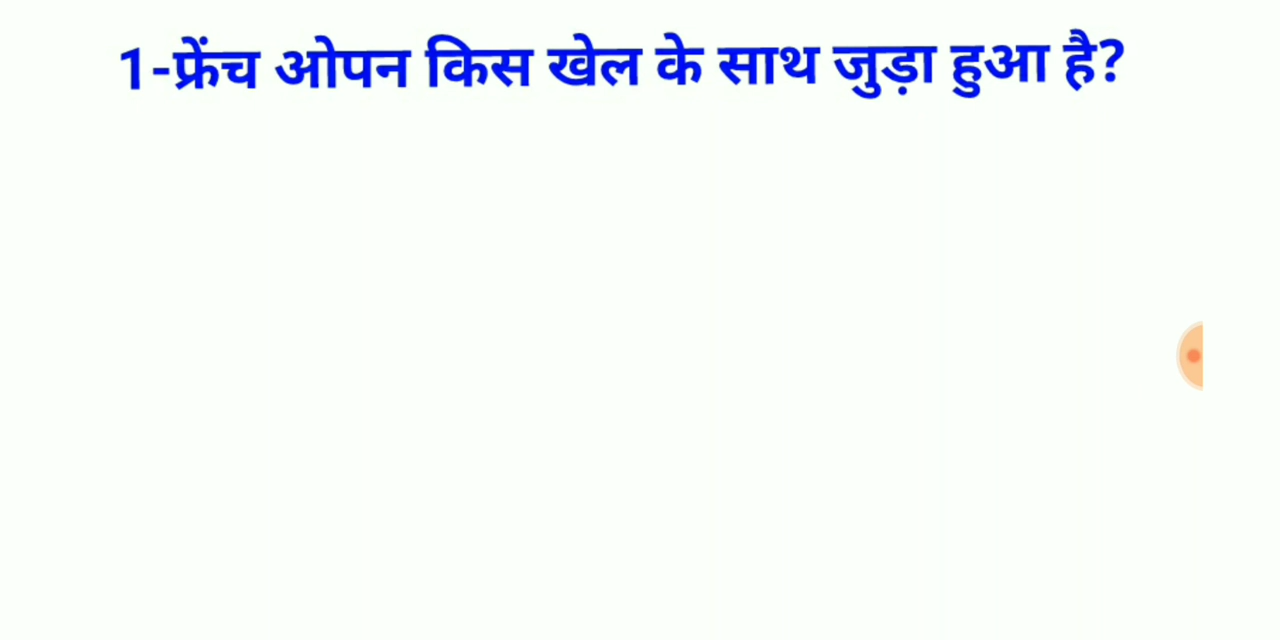 1-फ्रेंच ओपन किस खेल के साथ जुड़ा हुआ है?